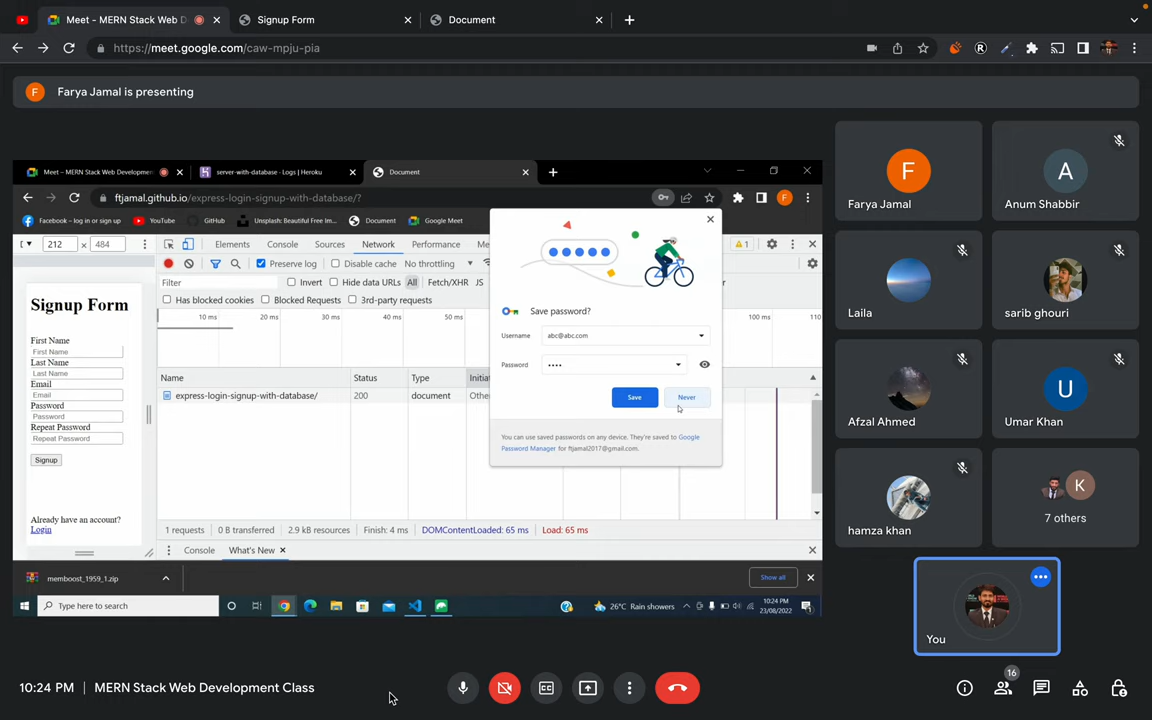 Meet - MERN Stack Web D
Signup Form
Document
https://meet.google.com/caw-mpju-pia
F
Farya Jamal is presenting
Meet – MERN Stack Web Developmen
server-with-database · Logs | Heroku
Document
ftjamal.github.io/express-login-signup-with-database/?
F
Facebook – log in or sign up
YouTube
GitHub
Unsplash: Beautiful Free Im...
Document
Google Meet
212
484
Elements
Console
Sources
Network
Performance
Me
1
Preserve log
Disable cache
No throttling
Filter
Invert
Hide data URLs
All
Fetch/XHR
JS
Has blocked cookies
Blocked Requests
3rd-party requests
10 ms
20 ms
30 ms
40 ms
50 ms
100 ms
Name
Status
Type
Initia
express-login-signup-with-database/
200
document
Othe
1 requests
0 B transferred
2.9 kB resources
Finish: 4 ms
DOMContentLoaded: 65 ms
Load: 65 ms
Console
What's New
Signup Form
First Name
First Name
Last Name
Last Name
Email
Email
Password
Password
Repeat Password
Repeat Password
Signup
Already have an account?
Login
Save password?
Username
abc@abc.com
Password
••••
Save
Never
You can use saved passwords on any device. They're saved to Google
Password Manager for ftjamal2017@gmail.com.
memboost_1959_1.zip
Show all
Type here to search
26°C Rain showers
10:24 PM
23/08/2022
F
Farya Jamal
A
Anum Shabbir
Laila
sarib ghouri
Afzal Ahmed
U
Umar Khan
hamza khan
K
7 others
You
10:24 PM
MERN Stack Web Development Class
16